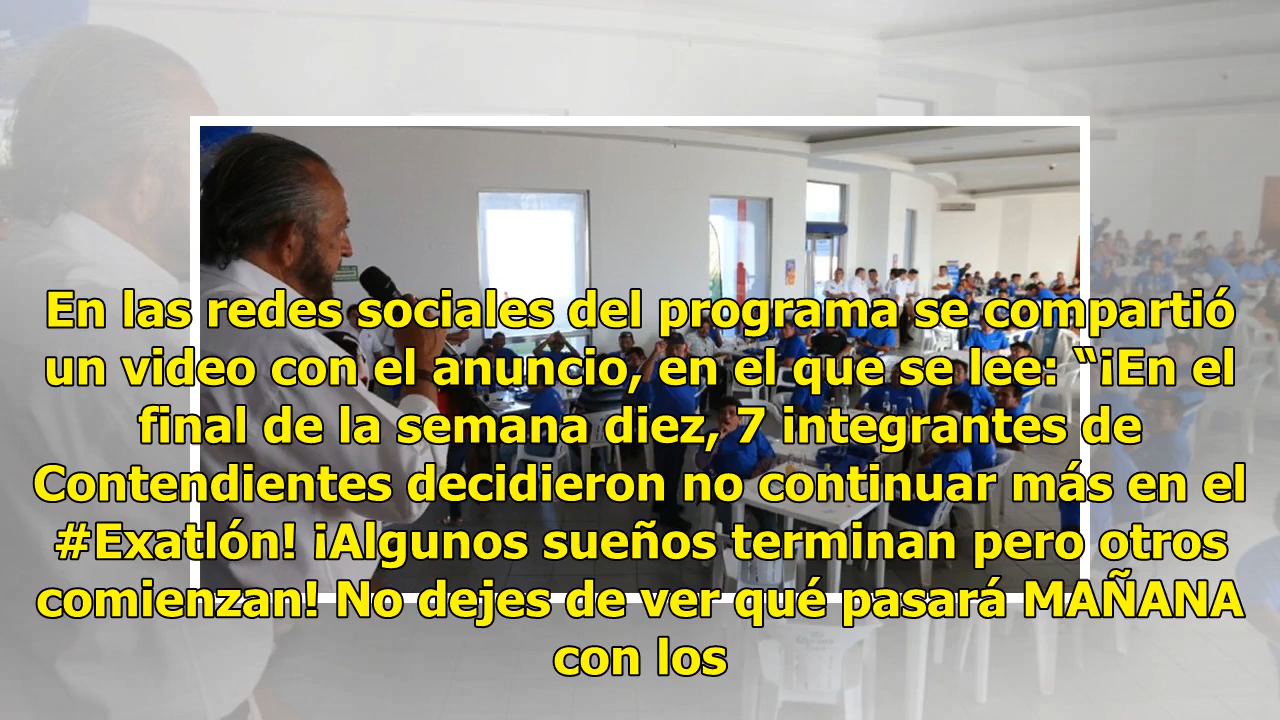 En las redes sociales del programa se compartió
un video con el anuncio, en el que se lee: “¡En el
final de la semana diez, 7 integrantes de
Contendientes decidieron no continuar más en el
#Exatlón! ¡Algunos sueños terminan pero otros
comienzan! No dejes de ver qué pasará MAÑANA
con los